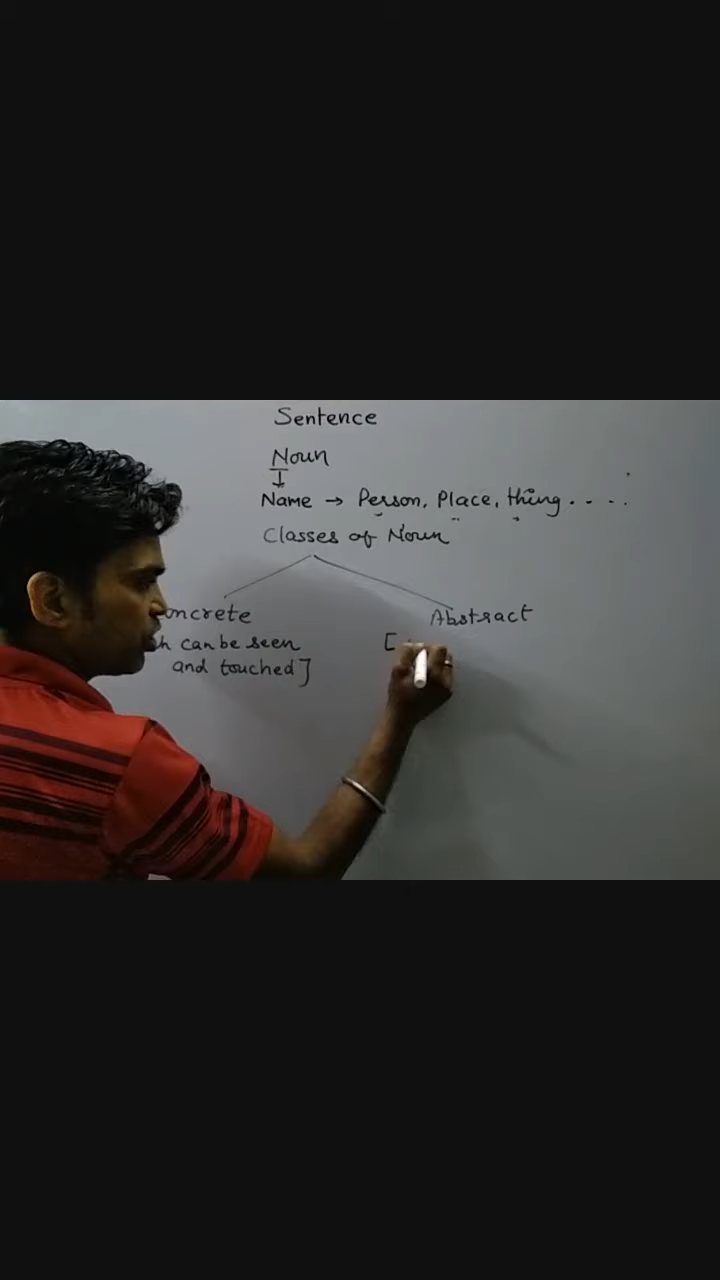 Sentence
Noun
↓
Name → Person, Place, thing . . . .
Classes of Noun
oncrete Abstract
h can be seen [
and touched]